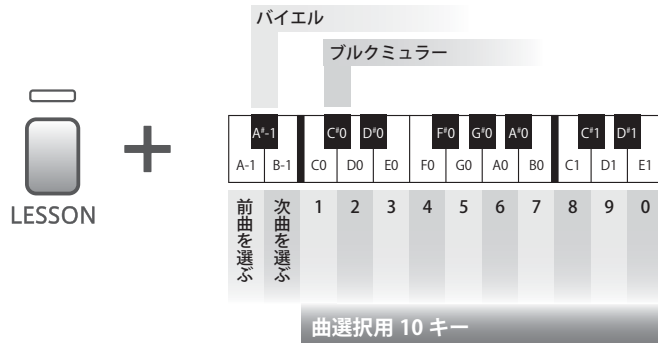 バイエル
ブルクミュラー
A#-1 C#0 D#0 F#0 G#0 A#0 C#1 D#1
A-1 B-1 C0 D0 E0 F0 G0 A0 B0 C1 D1 E1
LESSON
前曲を選ぶ
次曲を選ぶ
1 2 3 4 5 6 7 8 9 0
曲選択用 10 キー